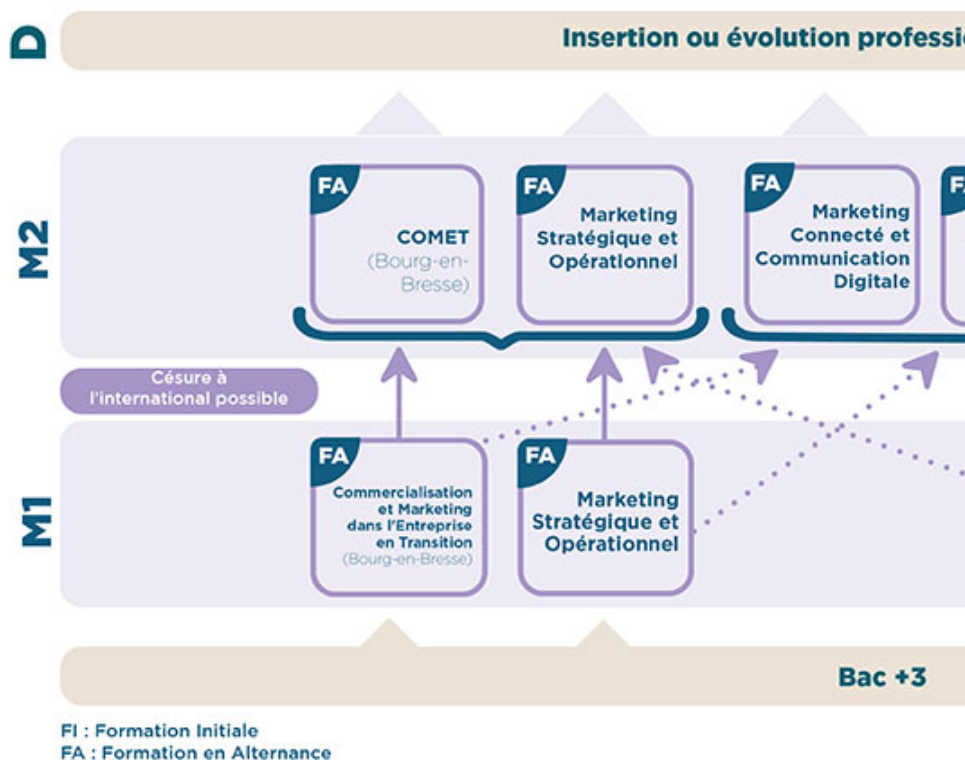 D
Insertion ou évolution professi
M2
FA
COMET
(Bourg-en-
Bresse)
FA
Marketing
Stratégique et
Opérationnel
FA
Marketing
Connecté et
Communication
Digitale
FA
Césure à
l'international possible
M1
FA
Commercialisation
et Marketing
dans l'Entreprise
en Transition
(Bourg-en-Bresse)
FA
Marketing
Stratégique et
Opérationnel
Bac +3
FI : Formation Initiale
FA : Formation en Alternance